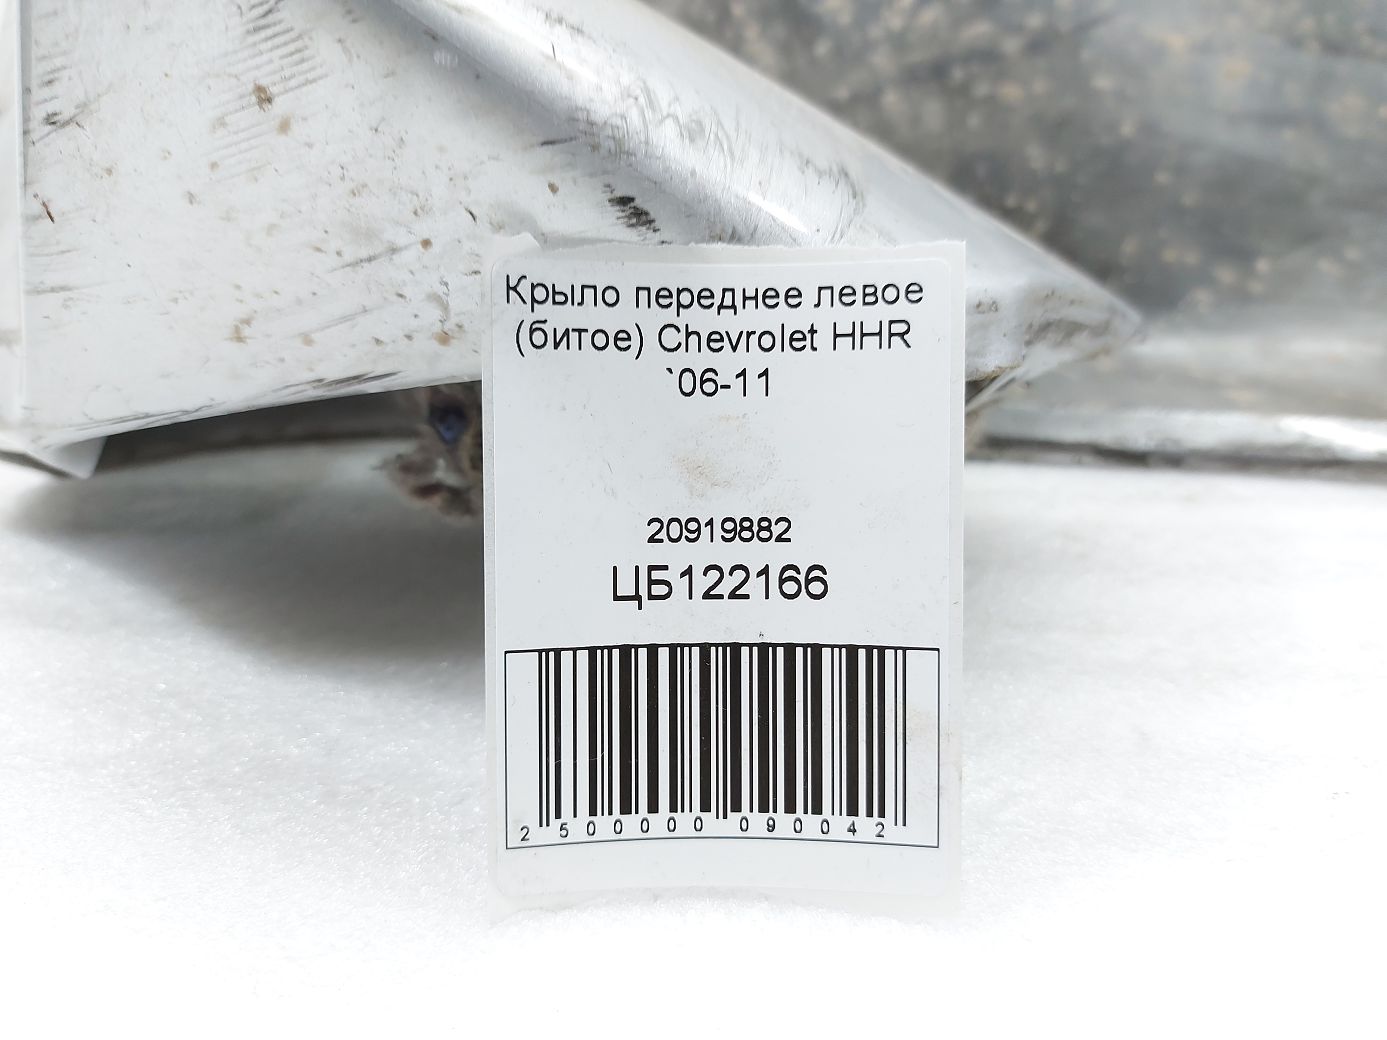 Крыло переднее левое
(битое) Chevrolet HHR
`06-11
20919882
ЦБ122166
2 500000 090042